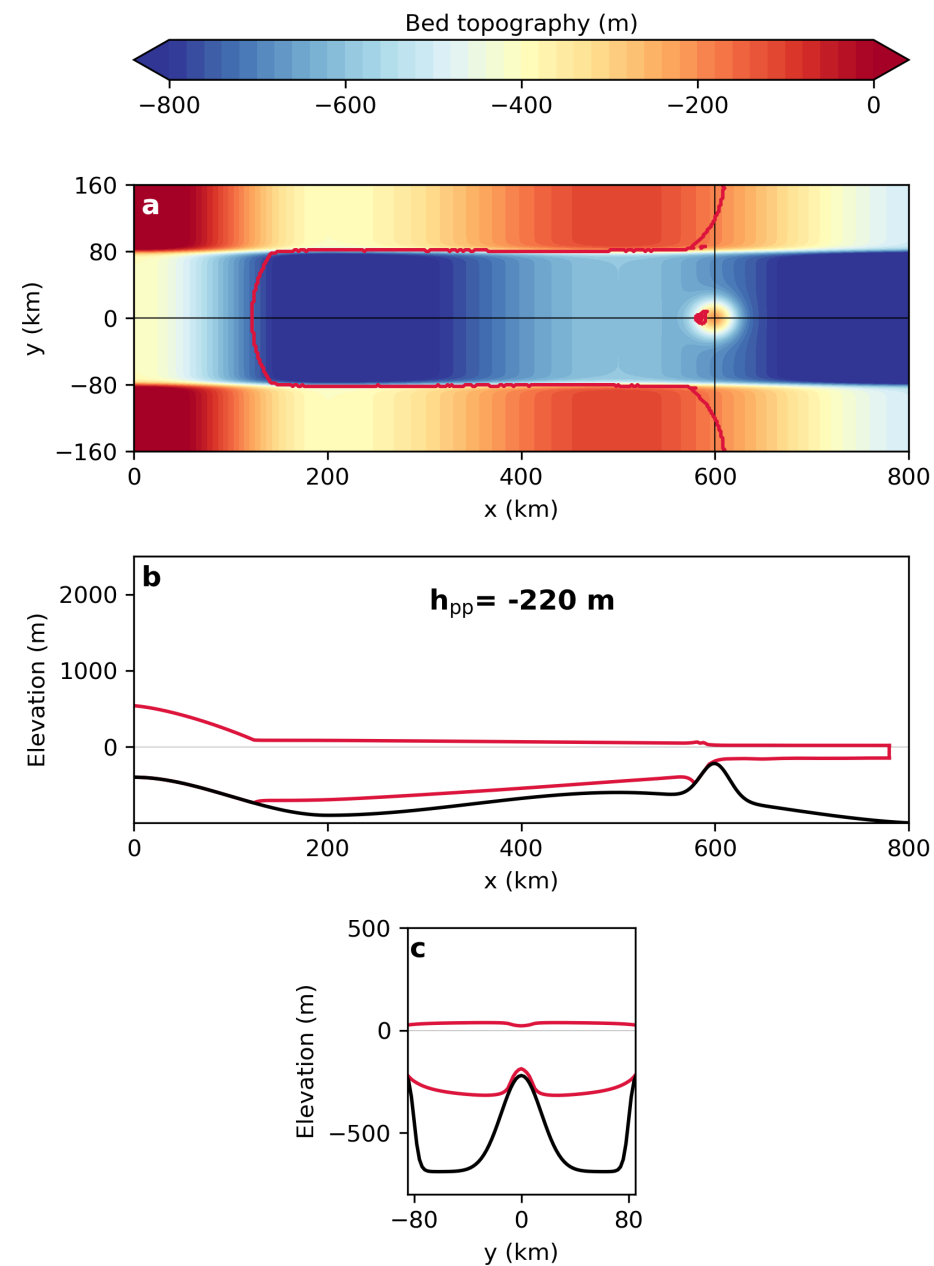 Bed topography (m)
−800 −600 −400 −200 0
a
160
80
0
−80
−160
y (km)
0 200 400 600 800
x (km)
b
h_pp= -220 m
2000
1000
0
Elevation (m)
0 200 400 600 800
x (km)
c
500
0
−500
Elevation (m)
−80 0 80
y (km)